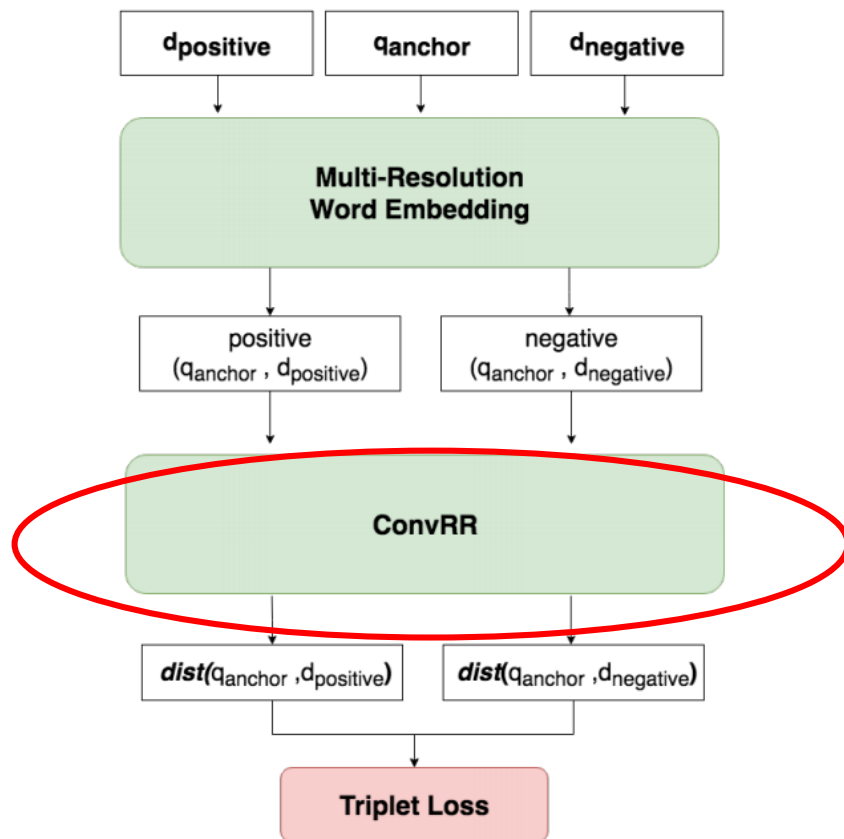 dpositive
qanchor
dnegative
Multi-Resolution
Word Embedding
positive
(qanchor , dpositive)
negative
(qanchor , dnegative)
ConvRR
dist(qanchor ,dpositive)
dist(qanchor ,dnegative)
Triplet Loss